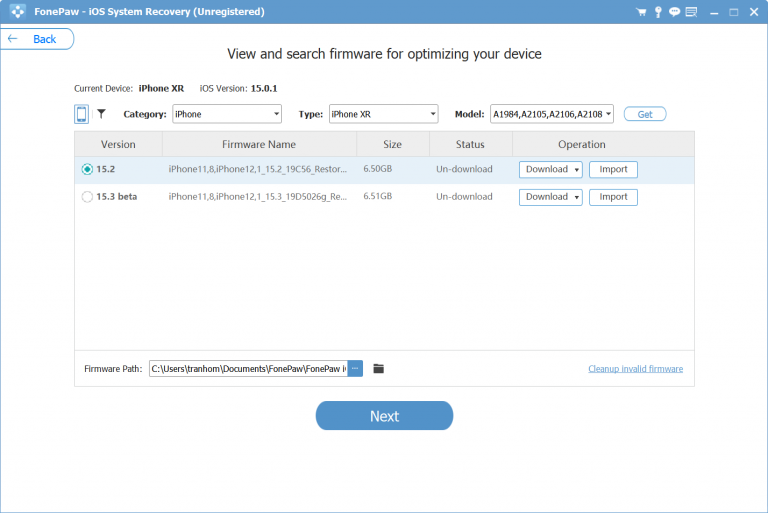 FonePaw - iOS System Recovery (Unregistered)
Back
View and search firmware for optimizing your device
Current Device: iPhone XR iOS Version: 15.0.1
Category: iPhone Type: iPhone XR Model: A1984,A2105,A2106,A2108 Get
Version Firmware Name Size Status Operation
15.2 iPhone11,8,iPhone12,1_15.2_19C56_Restor... 6.50GB Un-download Download Import
15.3 beta iPhone11,8,iPhone12,1_15.3_19D5026g_Re... 6.51GB Un-download Download Import
Firmware Path: C:\Users\tranhom\Documents\FonePaw\FonePaw i ... Cleanup invalid firmware
Next